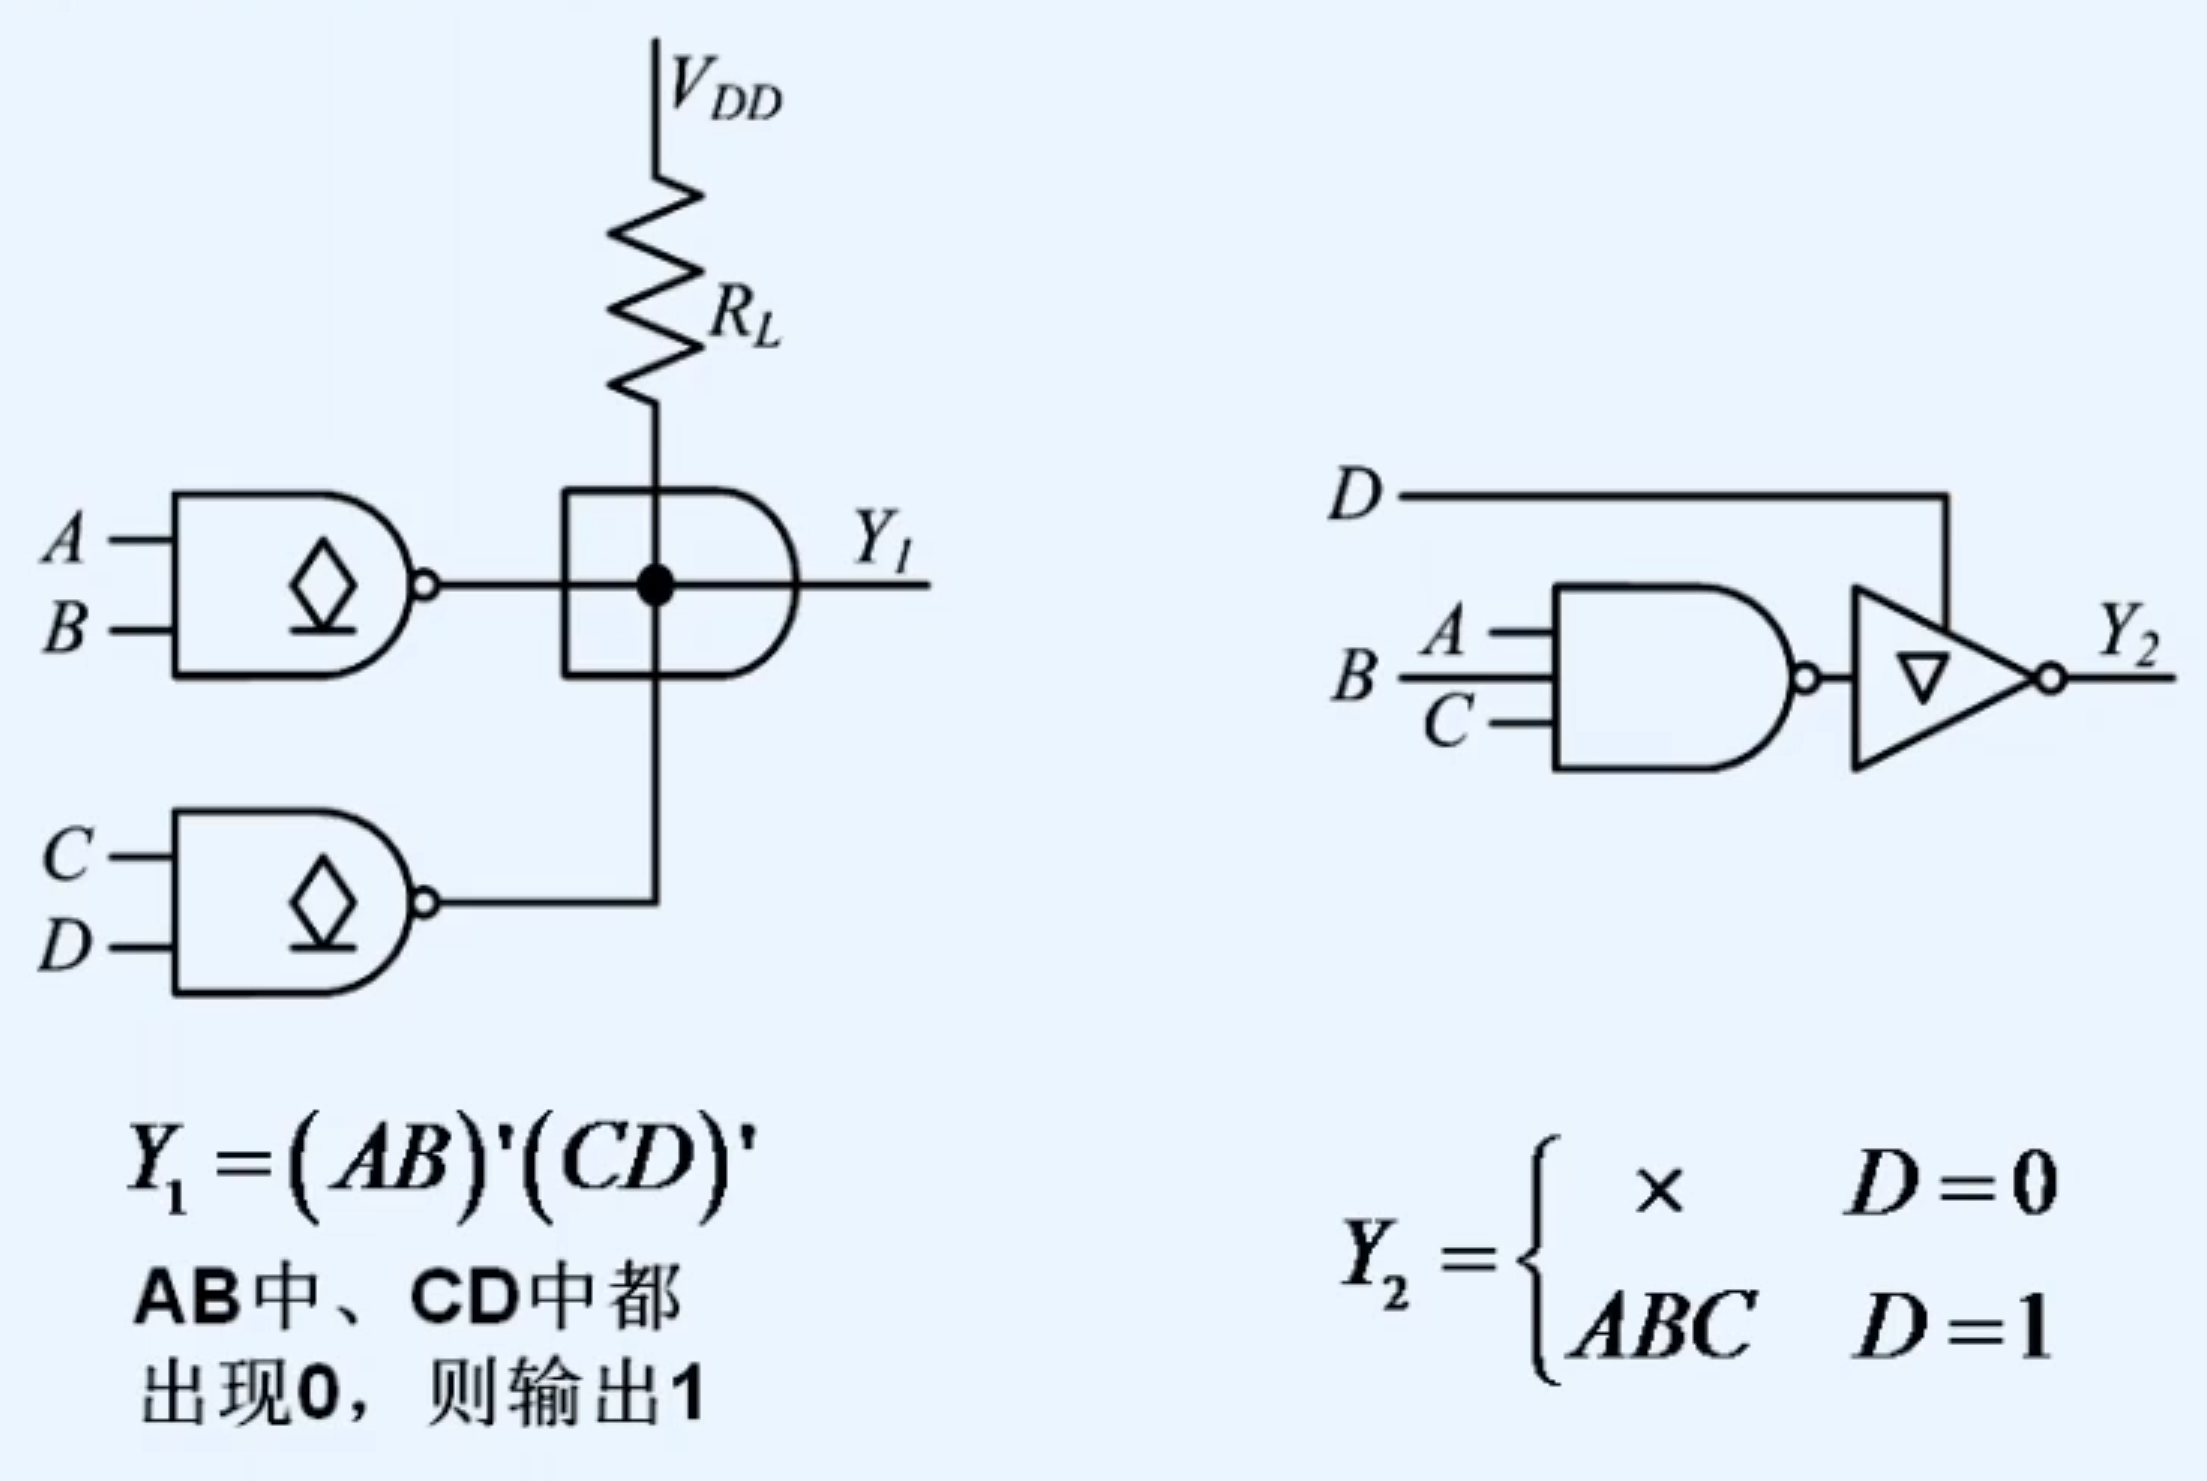 V_DD
R_L
A
B
Y_1
C
D
D
A
B
C
Y_2
Y_1 = (AB)'(CD)'
AB中、CD中都
出现0，则输出1
Y_2 = { × D=0
ABC D=1